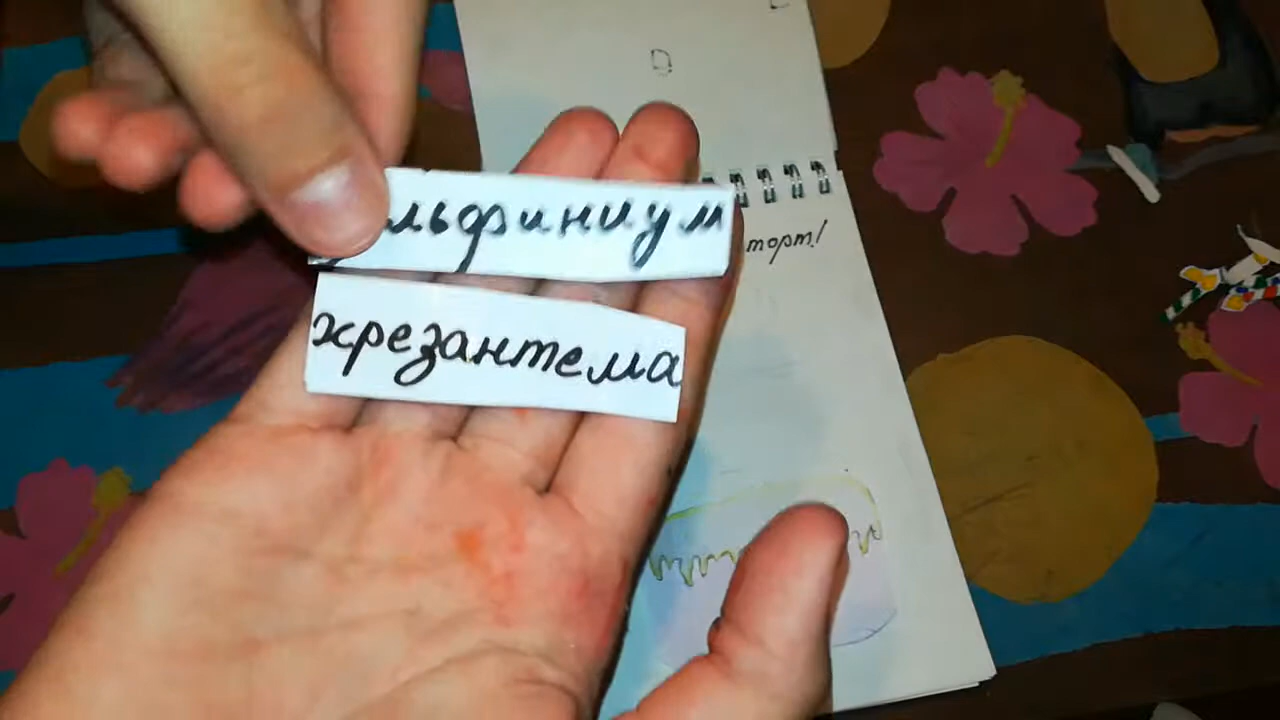 льфиниум
хрезантема
торт!